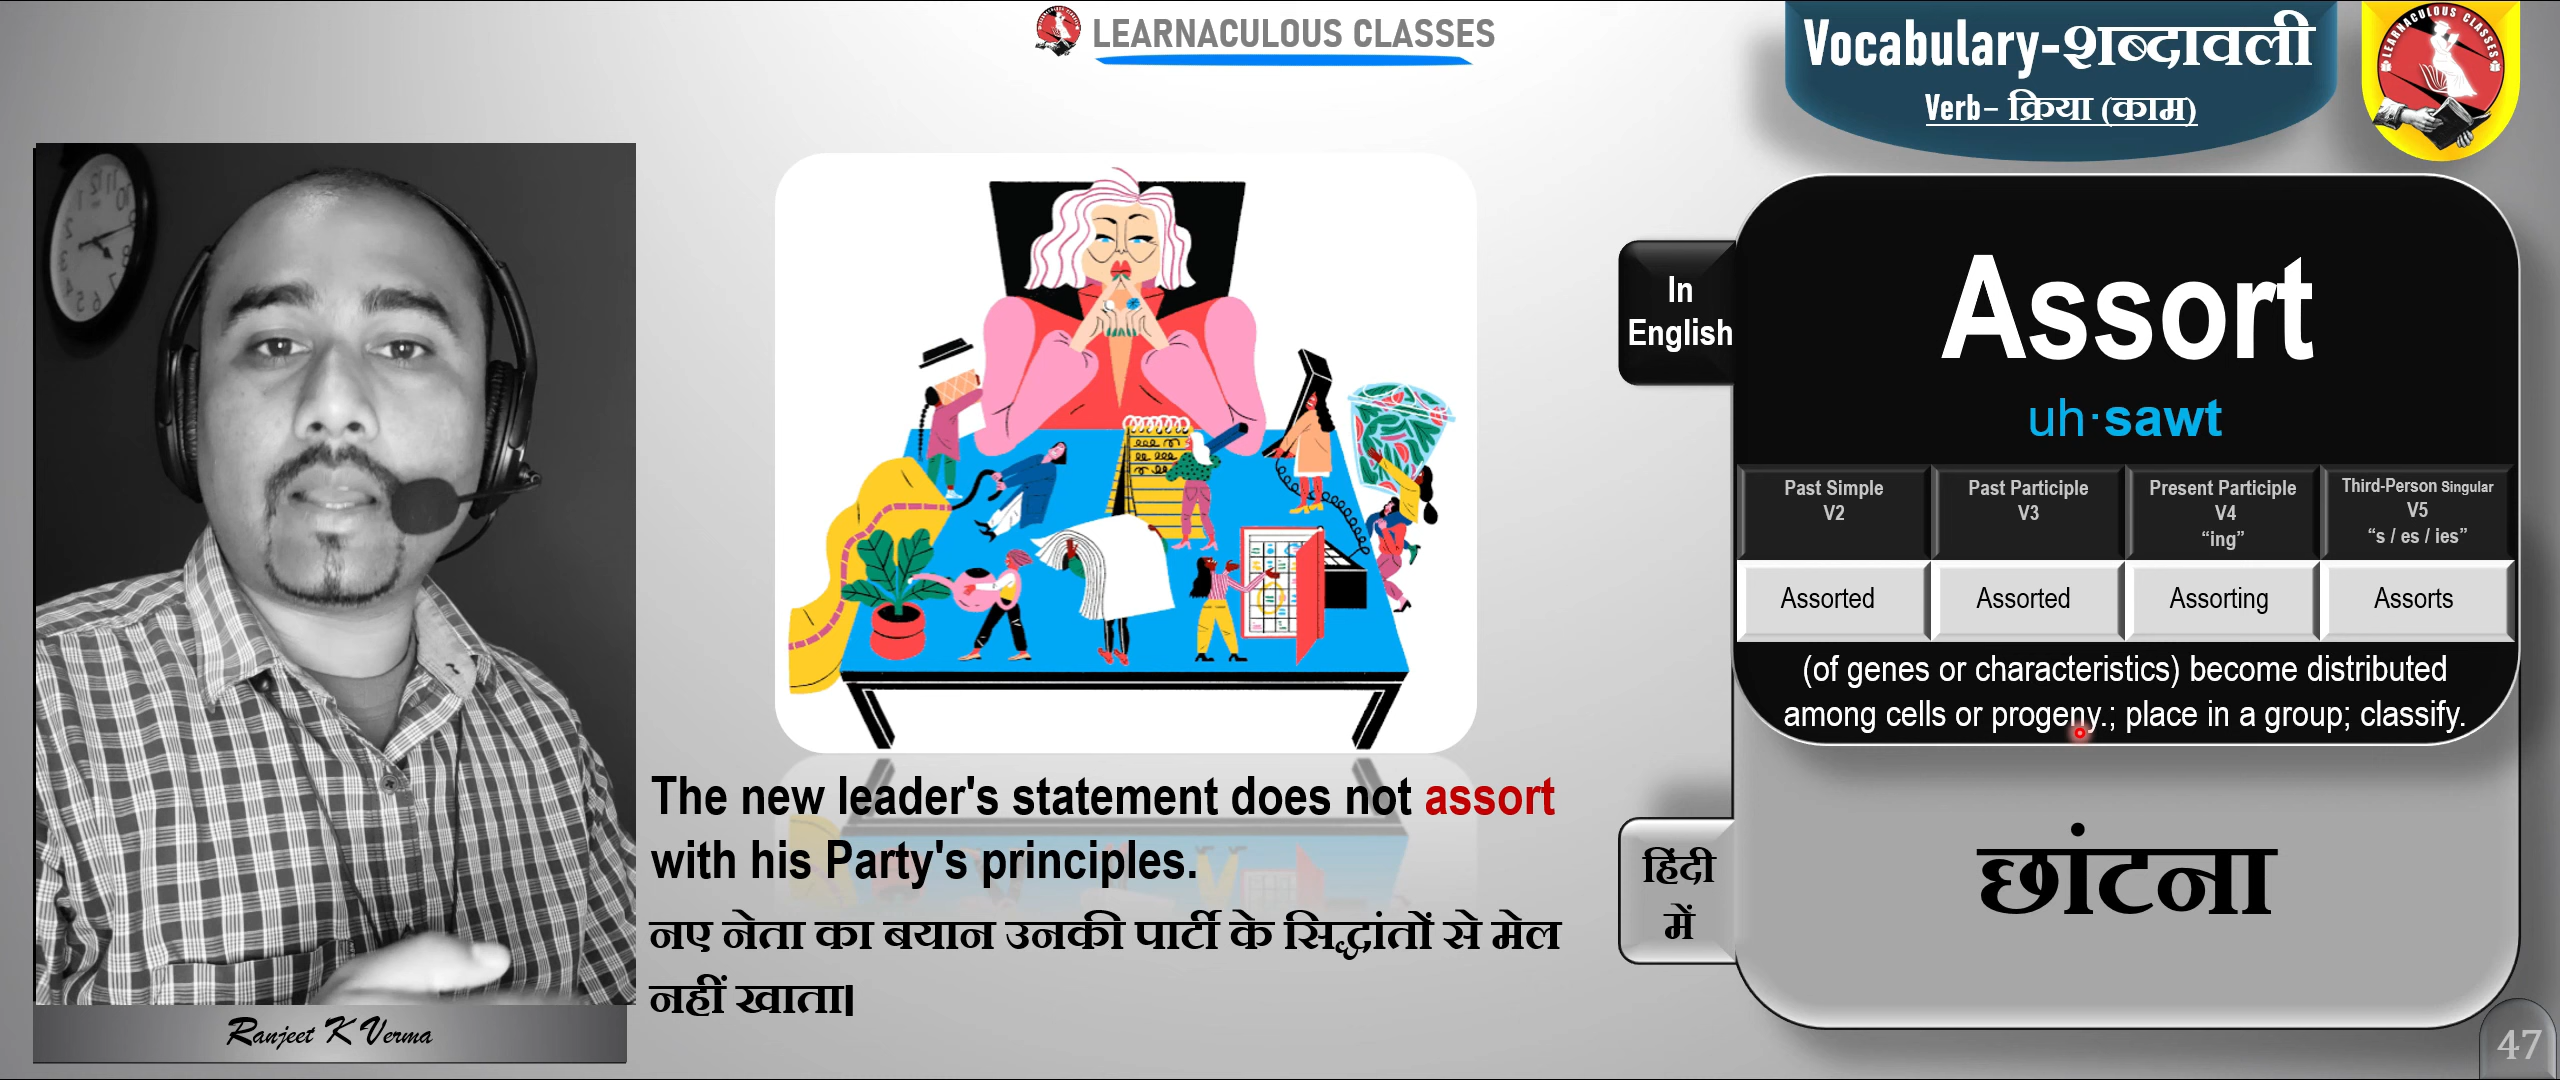 LEARNACULOUS CLASSES
Vocabulary-शब्दावली
Verb– क्रिया (काम)
LEARNACULOUS CLASSES
In
English
Assort
uh·sawt
Past Simple
V2
Past Participle
V3
Present Participle
V4
“ing”
Third-Person Singular
V5
“s / es / ies”
Assorted
Assorted
Assorting
Assorts
(of genes or characteristics) become distributed
among cells or progeny.; place in a group; classify.
The new leader's statement does not assort
with his Party's principles.
नए नेता का बयान उनकी पार्टी के सिद्धांतों से मेल
नहीं खाता।
हिंदी
में
छांटना
Ranjeet K Verma
47